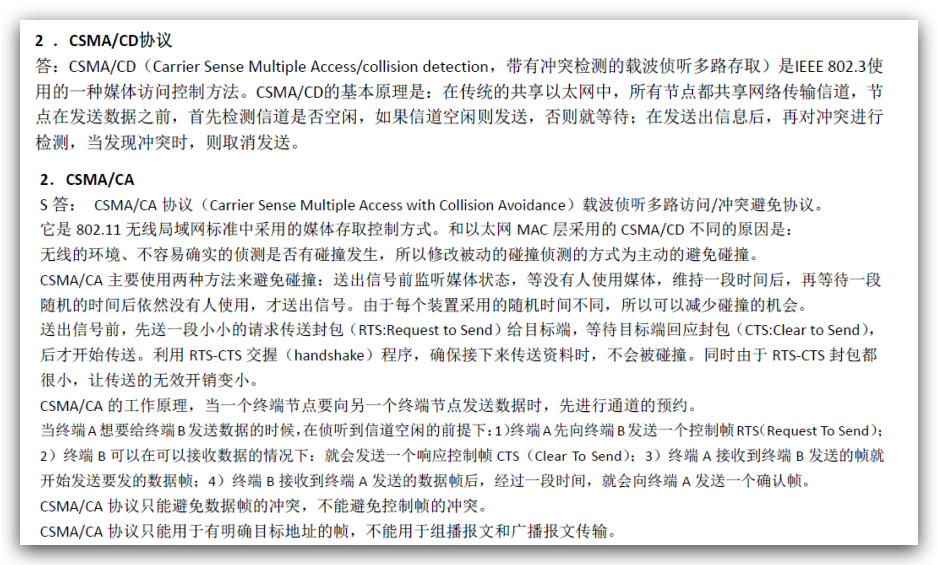 2 . CSMA/CD协议
答：CSMA/CD（Carrier Sense Multiple Access/collision detection，带有冲突检测的载波侦听多路存取）是IEEE 802.3使
用的一种媒体访问控制方法。CSMA/CD的基本原理是：在传统的共享以太网中，所有节点都共享网络传输信道，节
点在发送数据之前，首先检测信道是否空闲，如果信道空闲则发送，否则就等待；在发送出信息后，再对冲突进行
检测，当发现冲突时，则取消发送。
2．CSMA/CA
S 答： CSMA/CA 协议（Carrier Sense Multiple Access with Collision Avoidance）载波侦听多路访问/冲突避免协议。
它是 802.11 无线局域网标准中采用的媒体存取控制方式。和以太网 MAC 层采用的 CSMA/CD 不同的原因是：
无线的环境、不容易确实的侦测是否有碰撞发生，所以修改被动的碰撞侦测的方式为主动的避免碰撞。
CSMA/CA 主要使用两种方法来避免碰撞：送出信号前监听媒体状态，等没有人使用媒体，维持一段时间后，再等待一段
随机的时间后依然没有人使用，才送出信号。由于每个装置采用的随机时间不同，所以可以减少碰撞的机会。
送出信号前，先送一段小小的请求传送封包（RTS:Request to Send）给目标端，等待目标端回应封包（CTS:Clear to Send），
后才开始传送。利用 RTS-CTS 交握（handshake）程序，确保接下来传送资料时，不会被碰撞。同时由于 RTS-CTS 封包都
很小，让传送的无效开销变小。
CSMA/CA 的工作原理，当一个终端节点要向另一个终端节点发送数据时，先进行通道的预约。
当终端 A 想要给终端 B 发送数据的时候，在侦听到信道空闲的前提下：1）终端 A 先向终端 B 发送一个控制帧 RTS（Request To Send）；
2）终端 B 可以在可以接收数据的情况下：就会发送一个响应控制帧 CTS（Clear To Send）；3）终端 A 接收到终端 B 发送的帧就
开始发送要发的数据帧；4）终端 B 接收到终端 A 发送的数据帧后，经过一段时间，就会向终端 A 发送一个确认帧。
CSMA/CA 协议只能避免数据帧的冲突，不能避免控制帧的冲突。
CSMA/CA 协议只能用于有明确目标地址的帧，不能用于组播报文和广播报文传输。